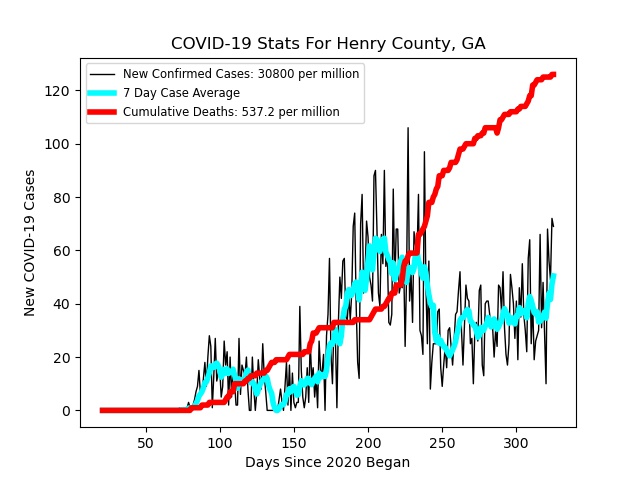 COVID-19 Stats For Henry County, GA
New Confirmed Cases: 30800 per million
7 Day Case Average
Cumulative Deaths: 537.2 per million
New COVID-19 Cases
120
100
80
60
40
20
0
50 100 150 200 250 300
Days Since 2020 Began